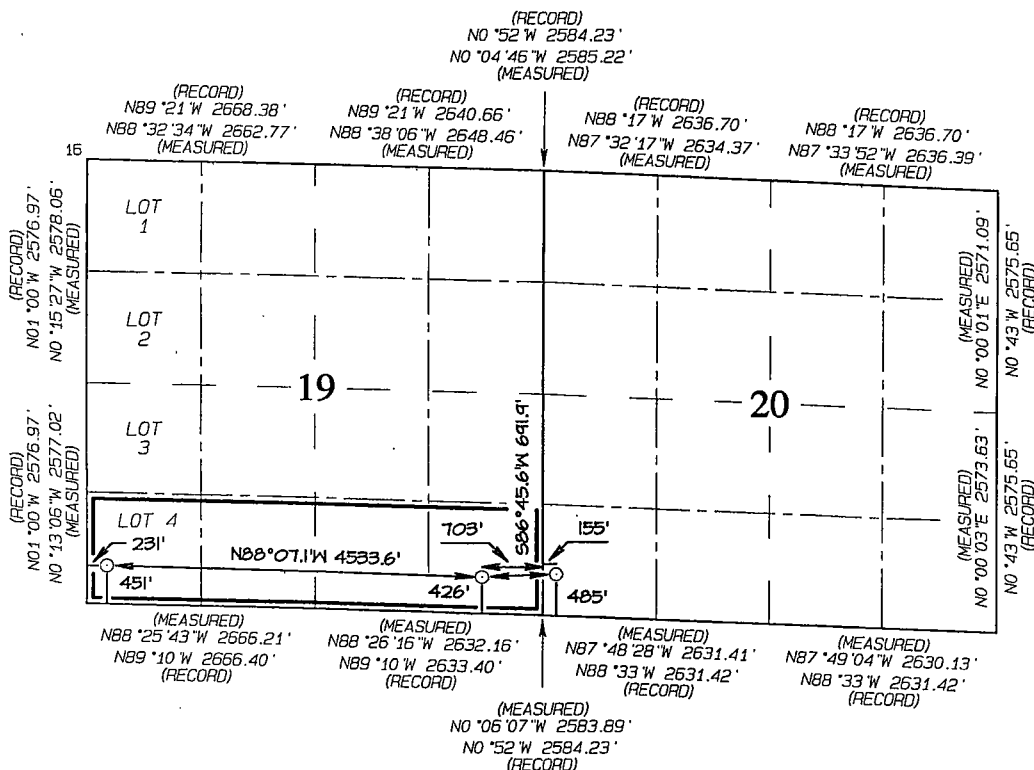 (RECORD)
N0 °52'W 2584.23'
N0 °04'46"W 2585.22'
(MEASURED)
(RECORD)
N89 °21'W 2668.38'
N88 °32'34"W 2662.77'
(MEASURED)
(RECORD)
N89 °21'W 2640.66'
N88 °38'06"W 2648.46'
(MEASURED)
(RECORD)
N88 °17'W 2636.70'
N87 °32'17"W 2634.37'
(MEASURED)
(RECORD)
N88 °17'W 2636.70'
N87 °33'52"W 2636.39'
(MEASURED)
16
(RECORD)
N01 °00'W 2576.97'
N0 °15'27"W 2578.06'
(MEASURED)
LOT
1
LOT
2
19
20
LOT
3
(MEASURED)
N0 °00'01"E 2571.09'
N0 °43'W 2575.65'
(RECORD)
(RECORD)
N01 °00'W 2576.97'
N0 °13'06"W 2577.02'
(MEASURED)
(MEASURED)
N0 °00'03"E 2573.63'
N0 °43'W 2575.65'
(RECORD)
S86°45.6'W 691.9'
LOT 4
231'
N88°07.1'W 4533.6'
703'
155'
451'
426'
485'
(MEASURED)
N88 °25'43"W 2666.21'
N89 °10'W 2666.40'
(RECORD)
(MEASURED)
N88 °26'16"W 2632.16'
N89 °10'W 2633.40'
(RECORD)
(MEASURED)
N87 °48'28"W 2631.41'
N88 °33'W 2631.42'
(RECORD)
(MEASURED)
N87 °49'04"W 2630.13'
N88 °33'W 2631.42'
(RECORD)
(MEASURED)
N0 °06'07"W 2583.89'
N0 °52'W 2584.23'
(RECORD)